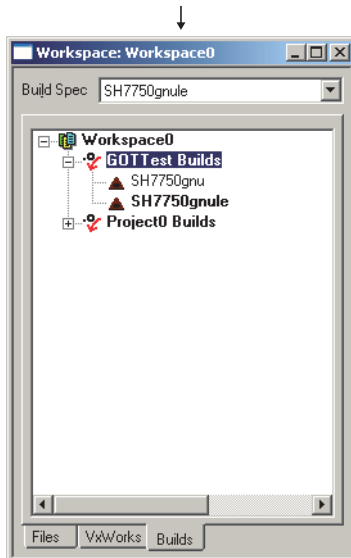 Workspace: Workspace0
Build Spec SH7750gnule
Workspace0
GOTTest Builds
SH7750gnu
SH7750gnule
Project0 Builds
Files VxWorks Builds